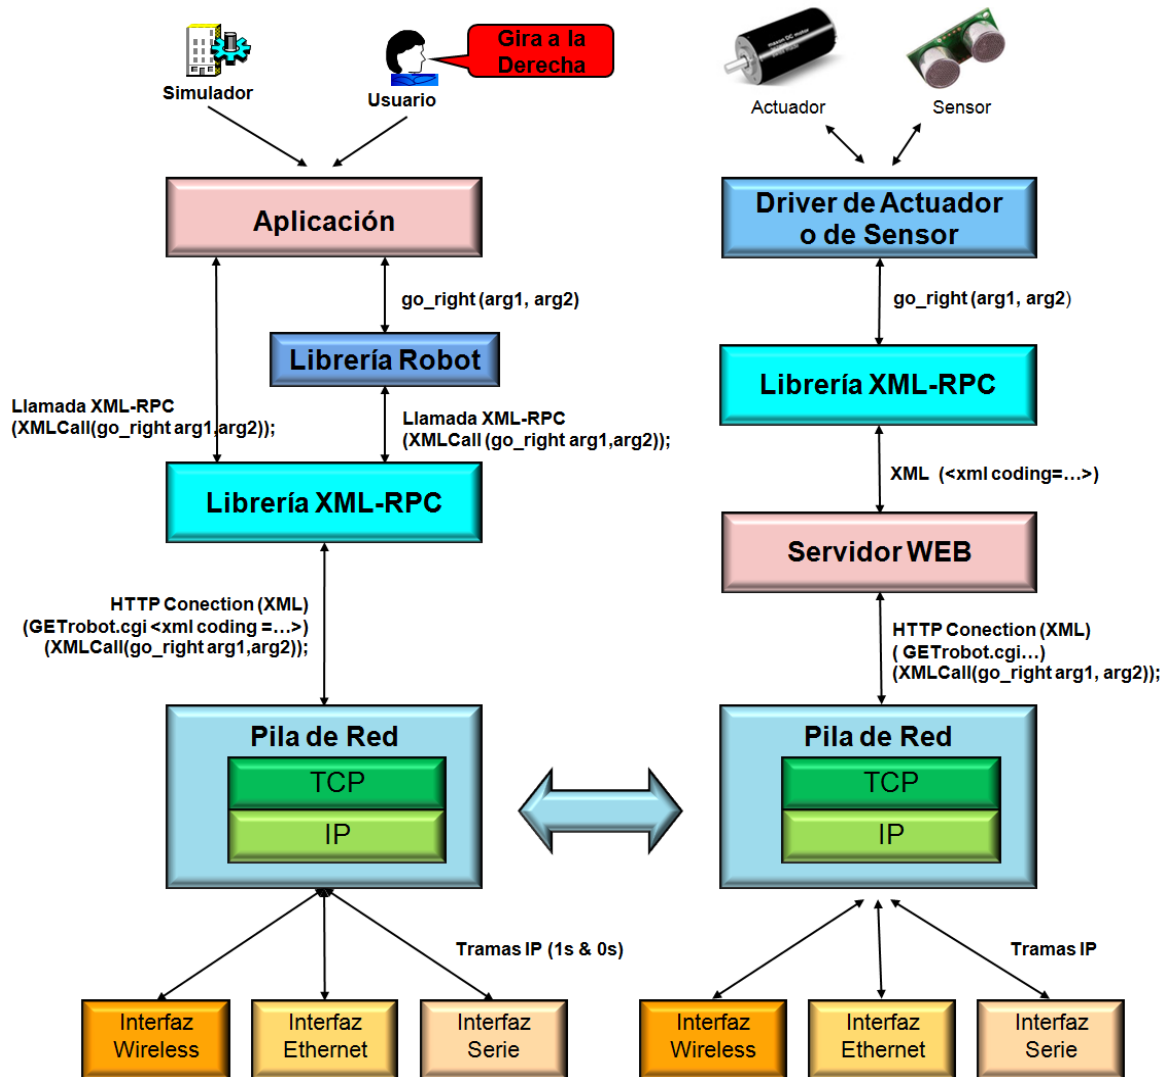 Gira a la
Derecha
Simulador
Usuario
Aplicación
go_right (arg1, arg2)
Librería Robot
Llamada XML-RPC
(XMLCall(go_right arg1,arg2));
Llamada XML-RPC
(XMLCall (go_right arg1,arg2));
Librería XML-RPC
HTTP Conection (XML)
(GETrobot.cgi <xml coding =…>)
(XMLCall(go_right arg1,arg2));
Pila de Red
TCP
IP
Tramas IP (1s & 0s)
Interfaz
Wireless
Interfaz
Ethernet
Interfaz
Serie
maxon DC motor
Actuador
Sensor
Driver de Actuador
o de Sensor
go_right (arg1, arg2)
Librería XML-RPC
XML (<xml coding=…>)
Servidor WEB
HTTP Conection (XML)
( GETrobot.cgi…)
(XMLCall(go_right arg1, arg2));
Pila de Red
TCP
IP
Tramas IP
Interfaz
Wireless
Interfaz
Ethernet
Interfaz
Serie